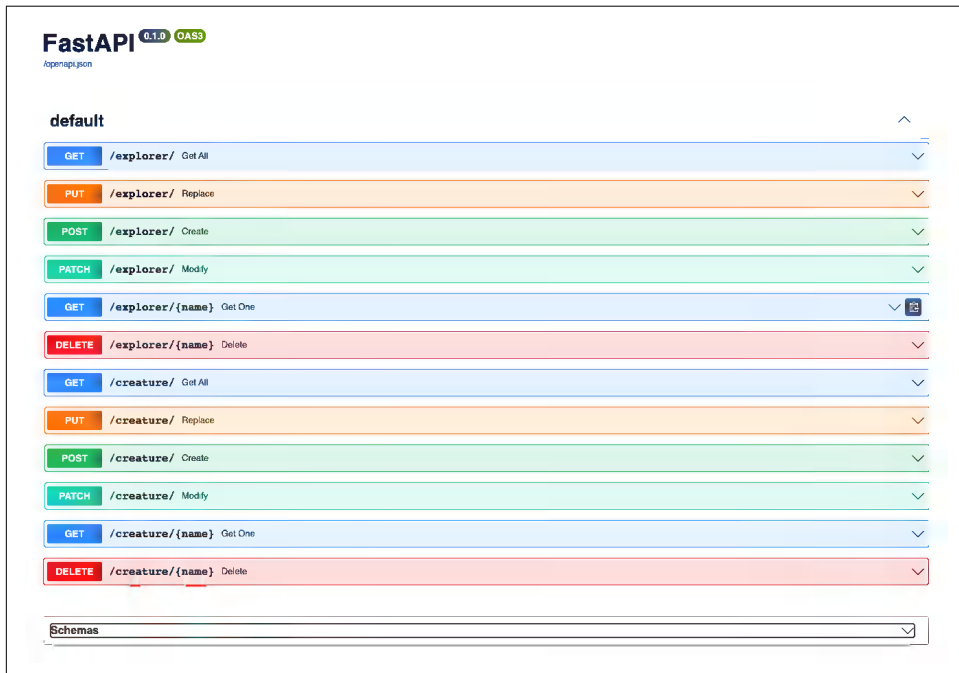 FastAPI 0.1.0 OAS3
/openapi.json
default
GET /explorer/ Get All
PUT /explorer/ Replace
POST /explorer/ Create
PATCH /explorer/ Modify
GET /explorer/{name} Get One
DELETE /explorer/{name} Delete
GET /creature/ Get All
PUT /creature/ Replace
POST /creature/ Create
PATCH /creature/ Modify
GET /creature/{name} Get One
DELETE /creature/{name} Delete
Schemas